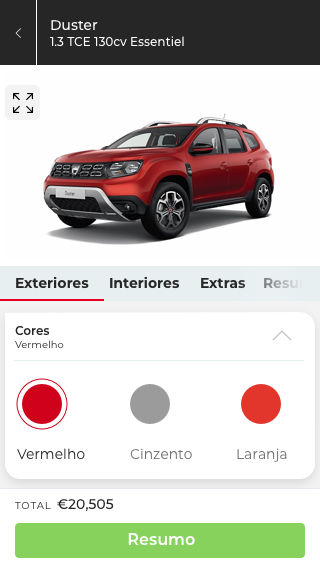 Duster
1.3 TCE 130cv Essentiel
Duster
Exteriores Interiores Extras Resu
Cores
Vermelho
Vermelho Cinzento Laranja
TOTAL €20,505
Resumo